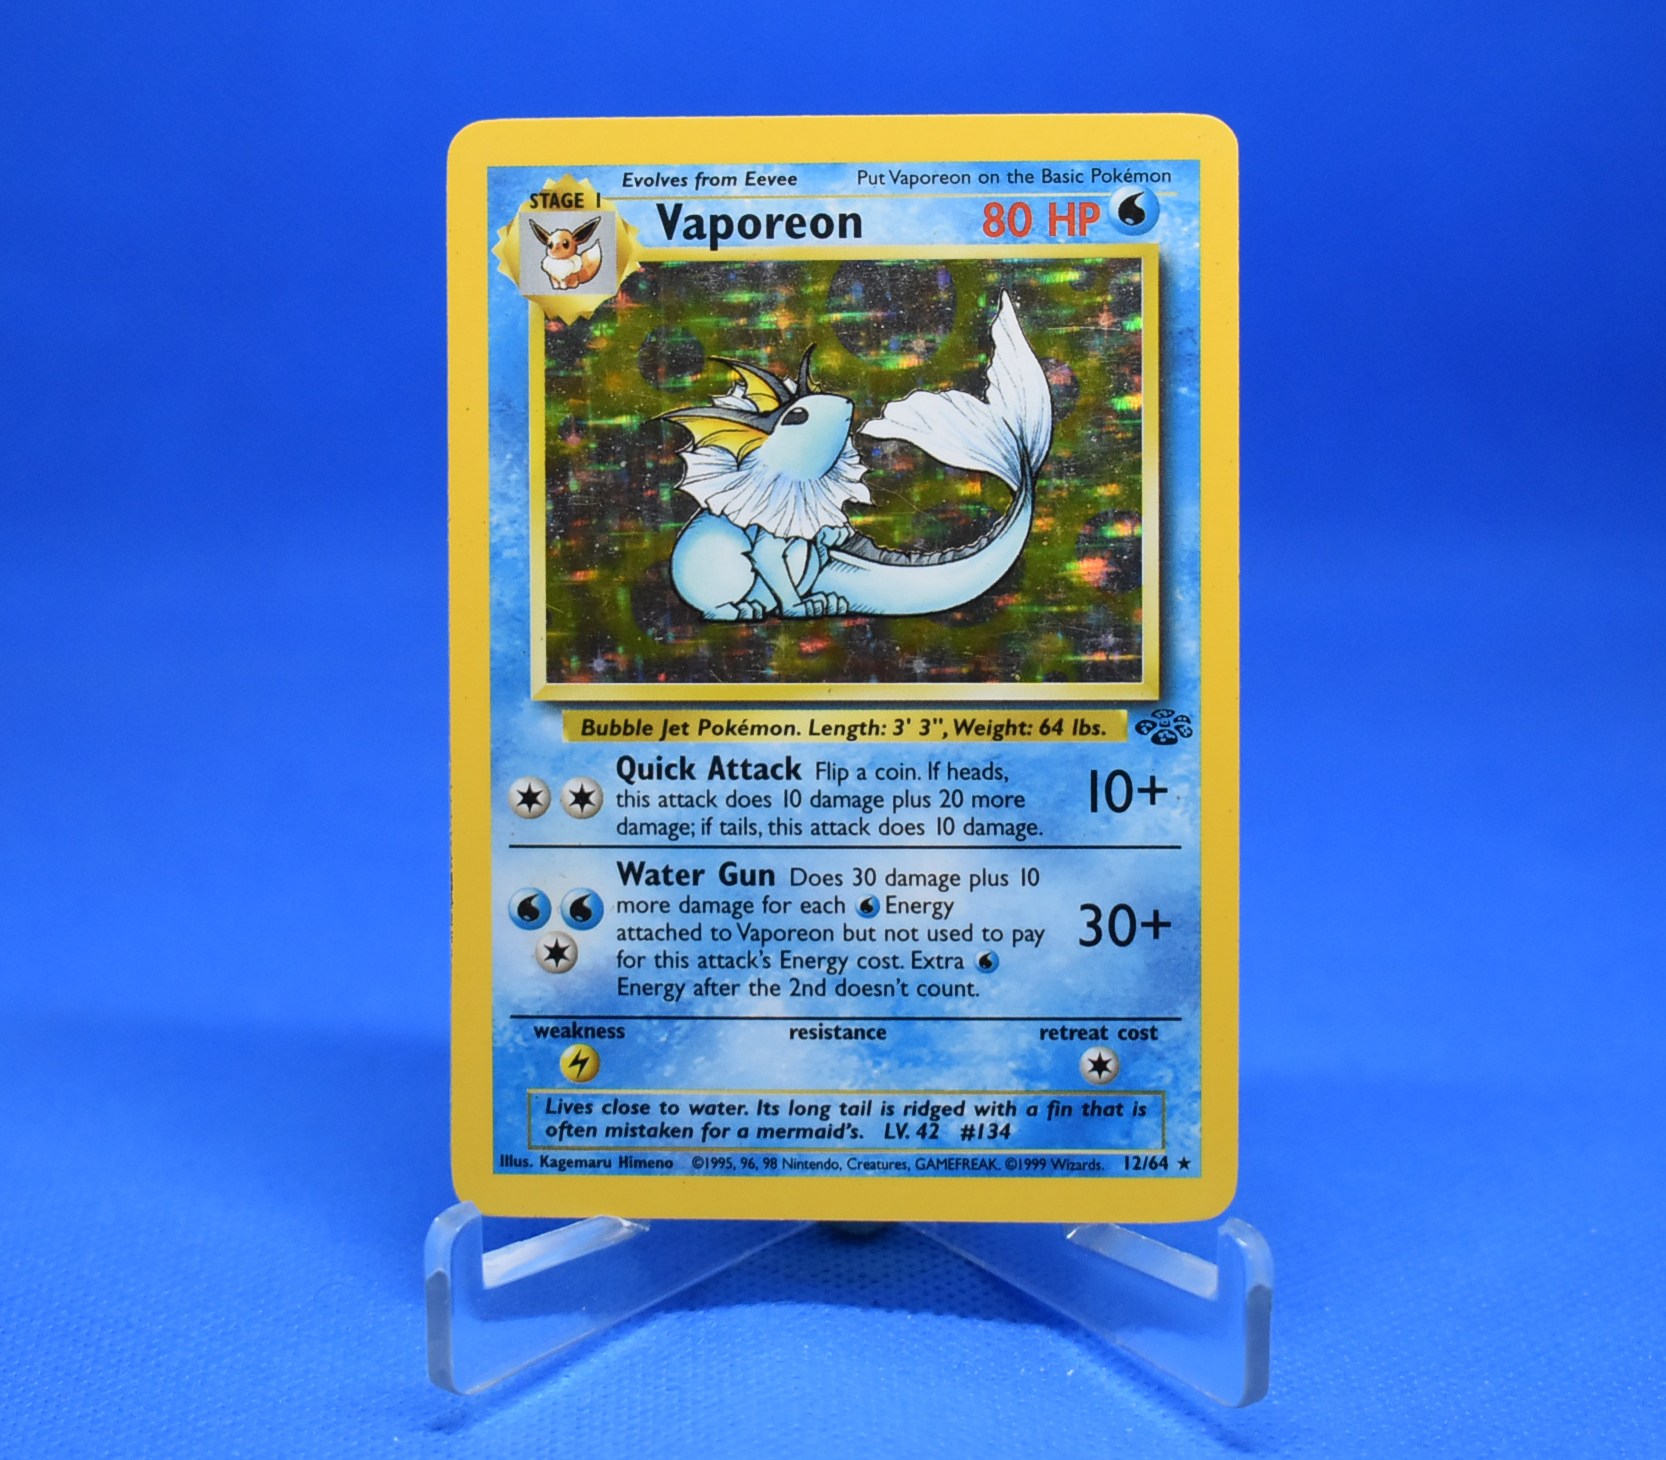 Evolves from Eevee
Put Vaporeon on the Basic Pokémon
STAGE 1
Vaporeon
80 HP
Bubble Jet Pokémon. Length: 3' 3", Weight: 64 lbs.
Quick Attack Flip a coin. If heads,
this attack does 10 damage plus 20 more
damage; if tails, this attack does 10 damage.
10+
Water Gun Does 30 damage plus 10
more damage for each Energy
attached to Vaporeon but not used to pay
for this attack's Energy cost. Extra
Energy after the 2nd doesn't count.
30+
weakness
resistance
retreat cost
Lives close to water. Its long tail is ridged with a fin that is
often mistaken for a mermaid's. LV. 42 #134
Illus. Kagemaru Himeno ©1995, 96, 98 Nintendo, Creatures, GAMEFREAK. ©1999 Wizards. 12/64 ★